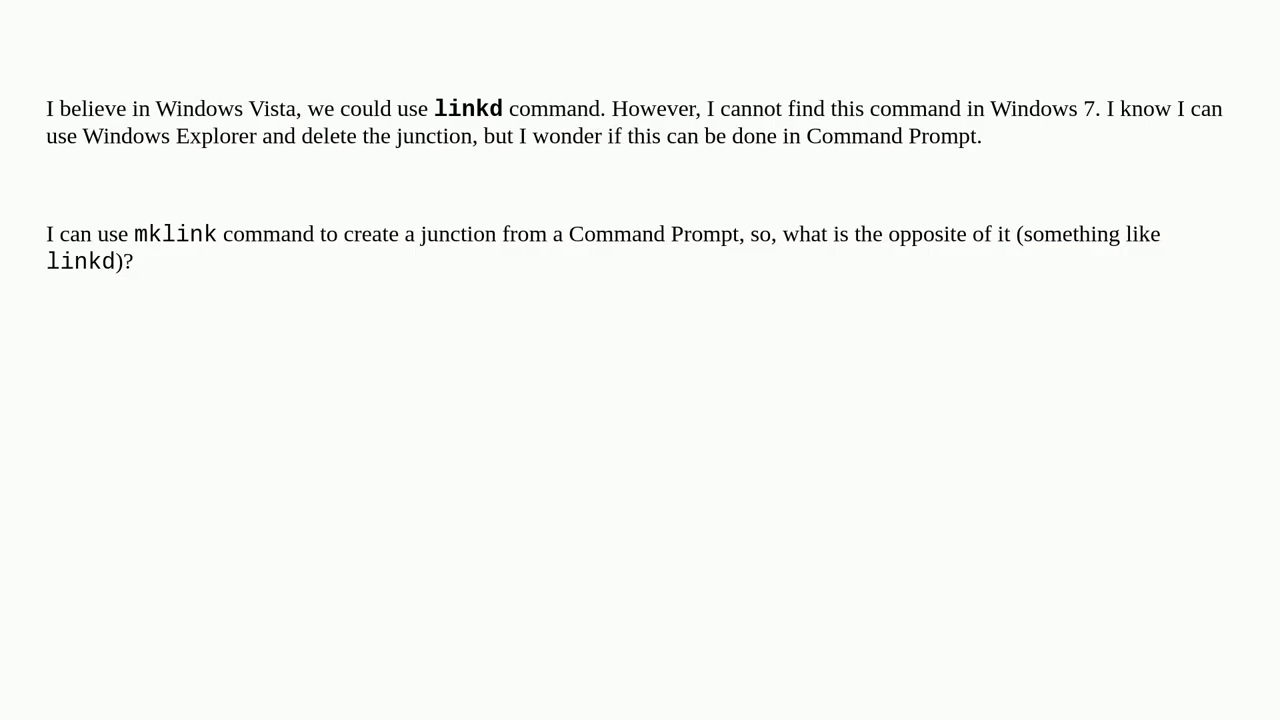 I believe in Windows Vista, we could use linkd command. However, I cannot find this command in Windows 7. I know I can
use Windows Explorer and delete the junction, but I wonder if this can be done in Command Prompt.
I can use mklink command to create a junction from a Command Prompt, so, what is the opposite of it (something like
linkd)?